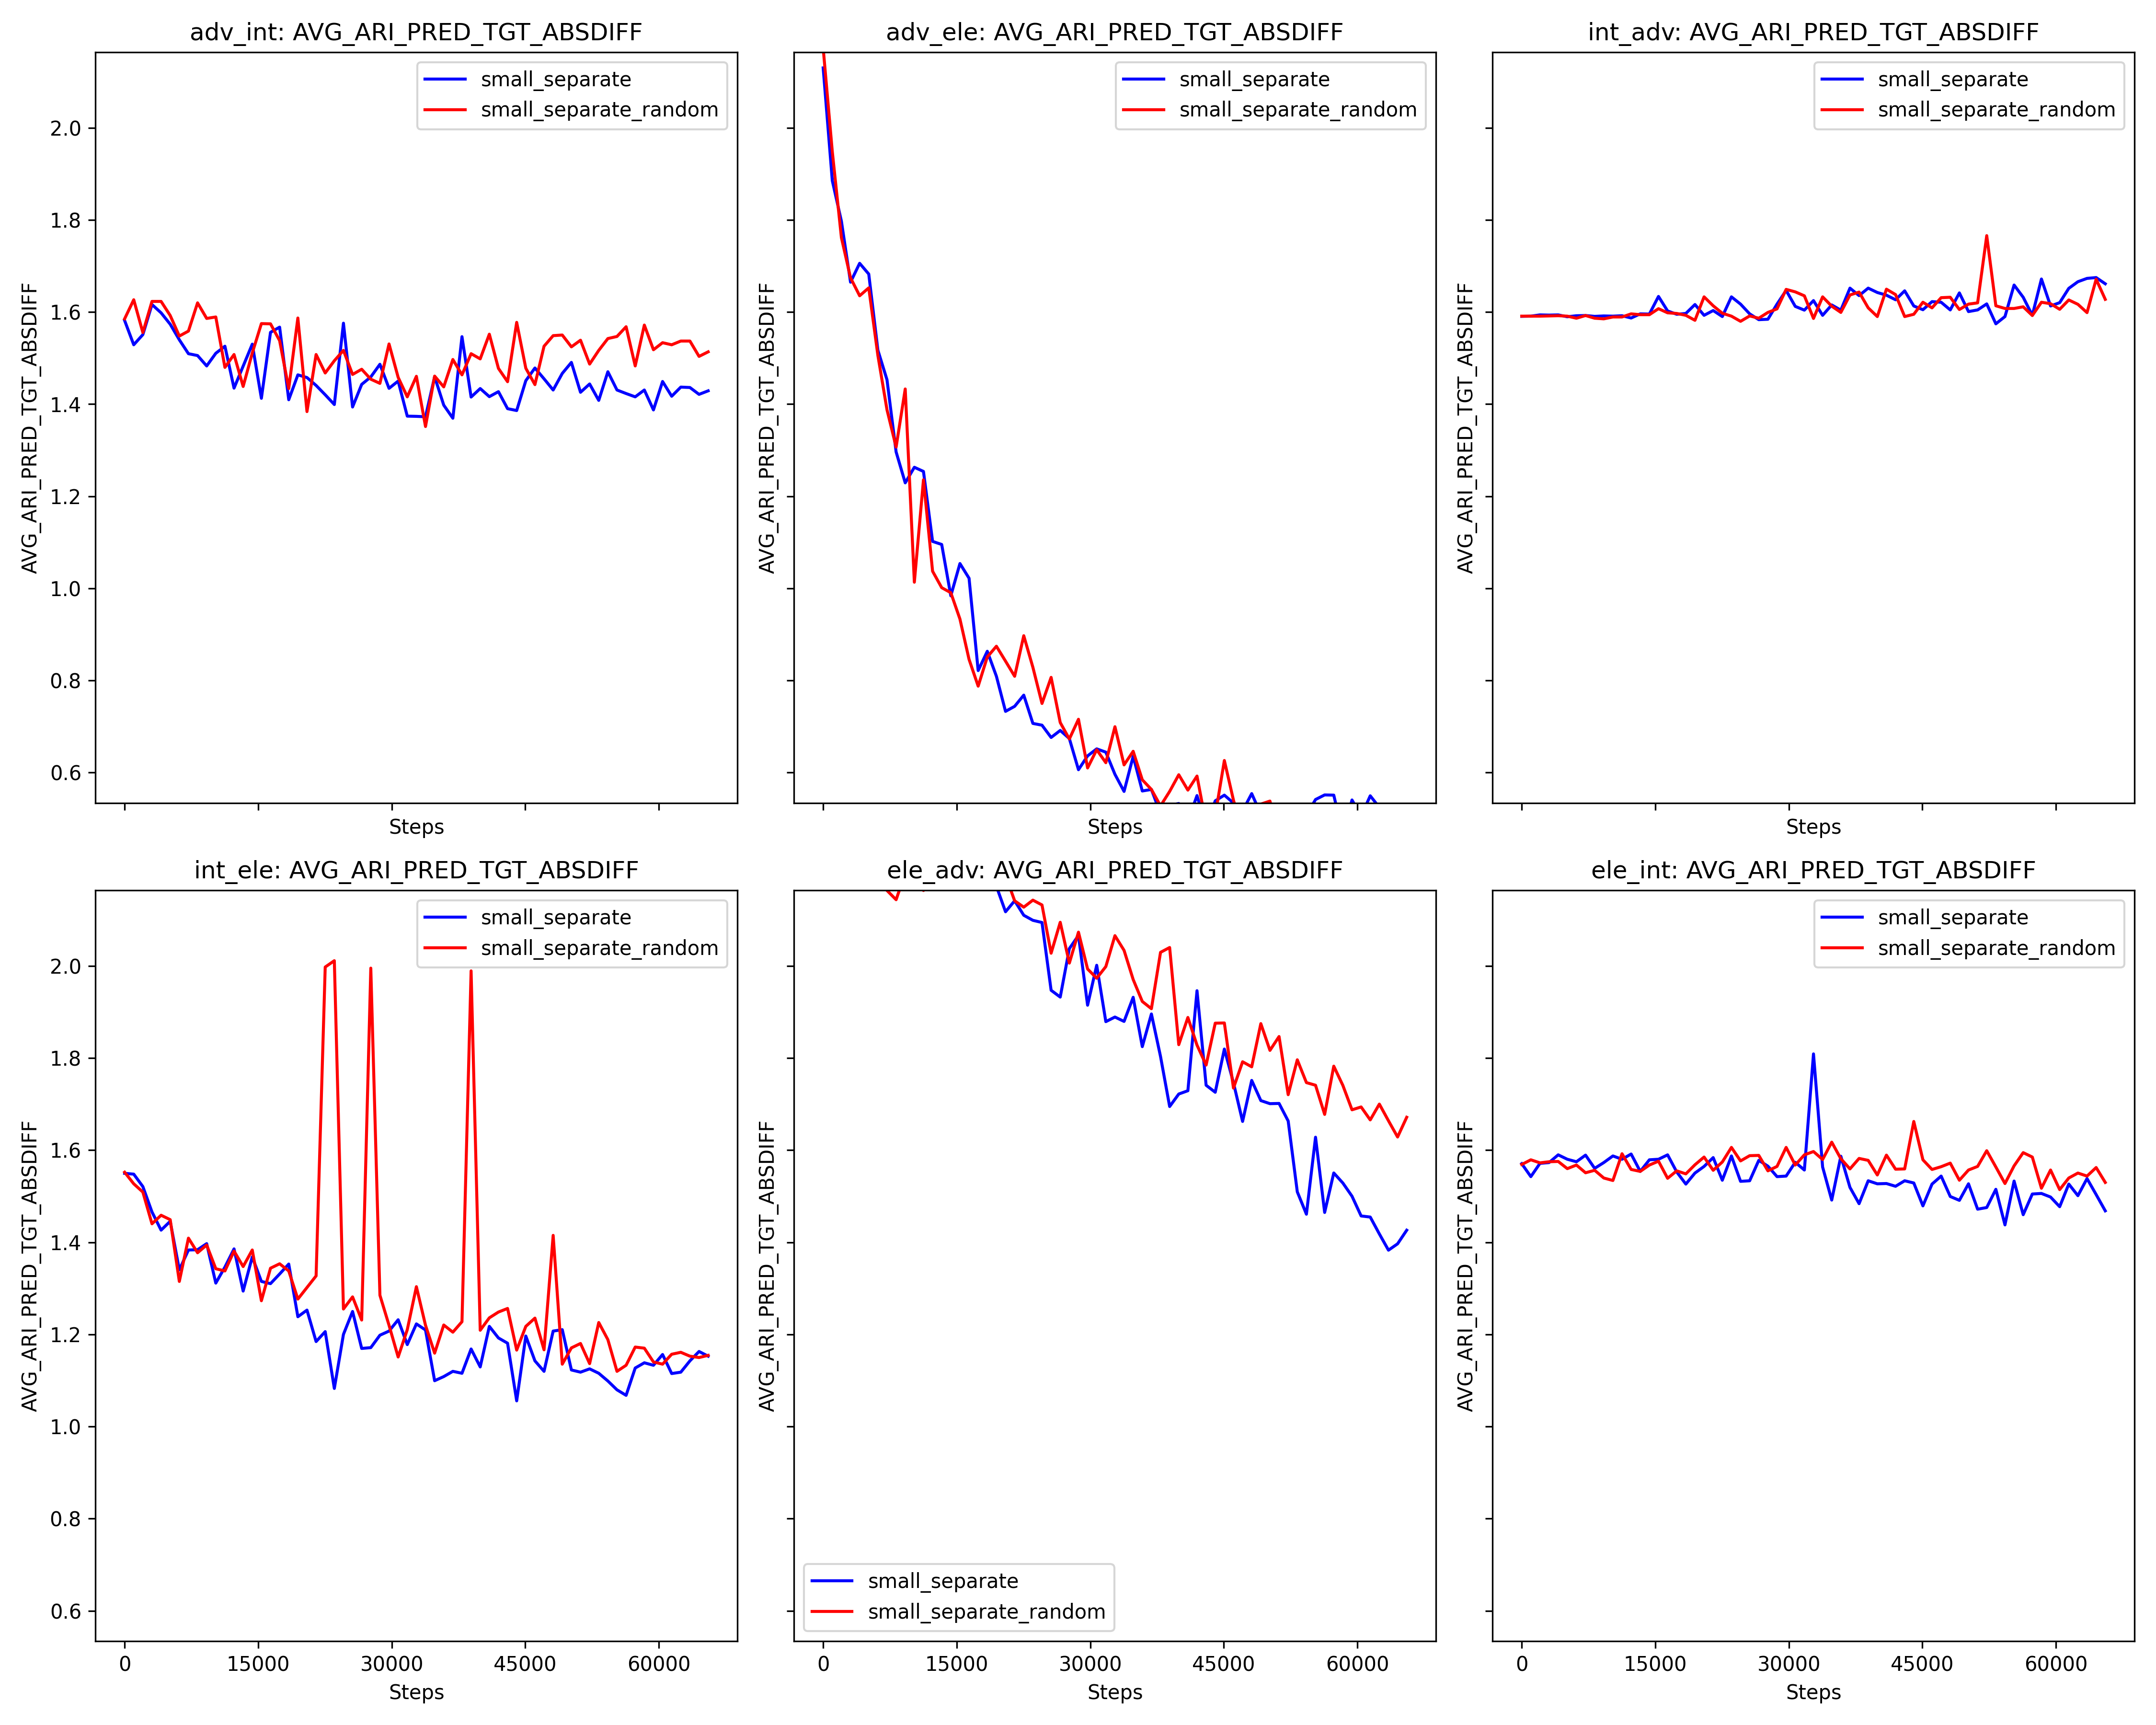 adv_int: AVG_ARI_PRED_TGT_ABSDIFF
AVG_ARI_PRED_TGT_ABSDIFF
2.0
1.8
1.6
1.4
1.2
1.0
0.8
0.6
small_separate
small_separate_random
Steps
adv_ele: AVG_ARI_PRED_TGT_ABSDIFF
AVG_ARI_PRED_TGT_ABSDIFF
small_separate
small_separate_random
Steps
int_adv: AVG_ARI_PRED_TGT_ABSDIFF
AVG_ARI_PRED_TGT_ABSDIFF
small_separate
small_separate_random
Steps
int_ele: AVG_ARI_PRED_TGT_ABSDIFF
AVG_ARI_PRED_TGT_ABSDIFF
2.0
1.8
1.6
1.4
1.2
1.0
0.8
0.6
small_separate
small_separate_random
0 15000 30000 45000 60000
Steps
ele_adv: AVG_ARI_PRED_TGT_ABSDIFF
AVG_ARI_PRED_TGT_ABSDIFF
small_separate
small_separate_random
0 15000 30000 45000 60000
Steps
ele_int: AVG_ARI_PRED_TGT_ABSDIFF
AVG_ARI_PRED_TGT_ABSDIFF
small_separate
small_separate_random
0 15000 30000 45000 60000
Steps